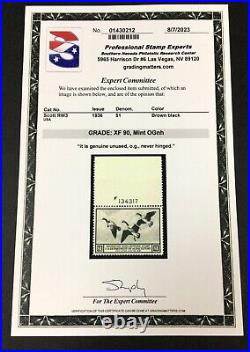 No. 01430212 8/7/2023
Professional Stamp Experts
Southern Nevada Philatelic Research Center
5965 Harrison Dr #6 Las Vegas, NV 89120
gradingmatters.com
Expert Committee
We have examined the enclosed item submitted, of which an
image is shown below, and are of the opinion that:
Cat No. Issue Denom. Color
Scott RW3 1936 $1 Brown black
USA
GRADE: XF 90, Mint OGnh
"it is genuine unused, o.g., never hinged."
134317
For The Expert Committee